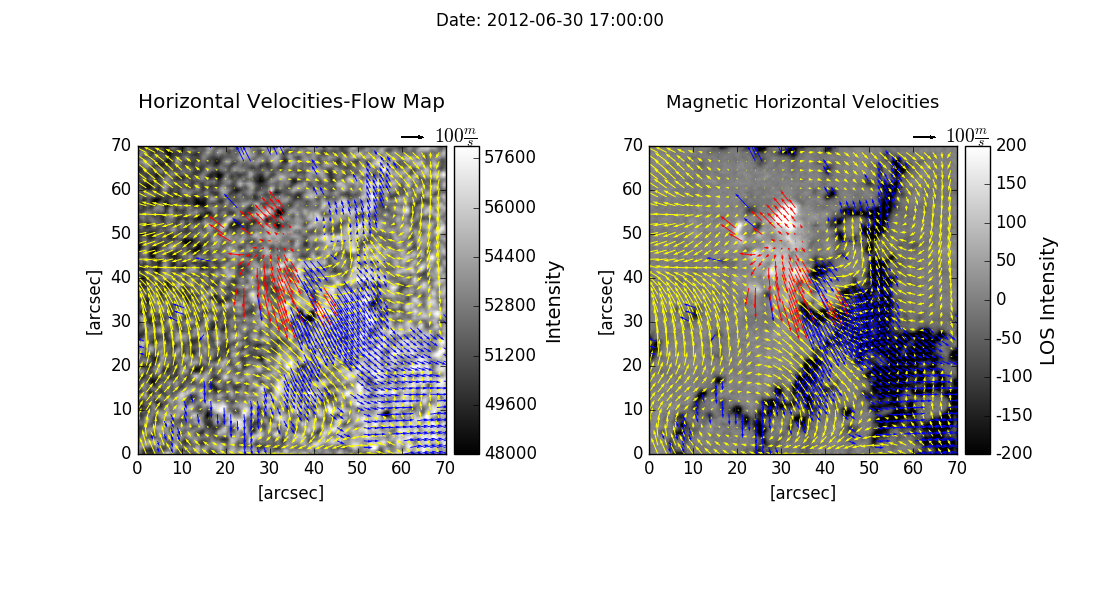 Date: 2012-06-30 17:00:00
Horizontal Velocities-Flow Map
100 m/s
70
60
50
40
30
20
10
0
0 10 20 30 40 50 60 70
[arcsec]
[arcsec]
57600
56000
54400
52800
51200
49600
48000
Intensity
Magnetic Horizontal Velocities
100 m/s
70
60
50
40
30
20
10
0
0 10 20 30 40 50 60 70
[arcsec]
[arcsec]
200
150
100
50
0
-50
-100
-150
-200
LOS Intensity